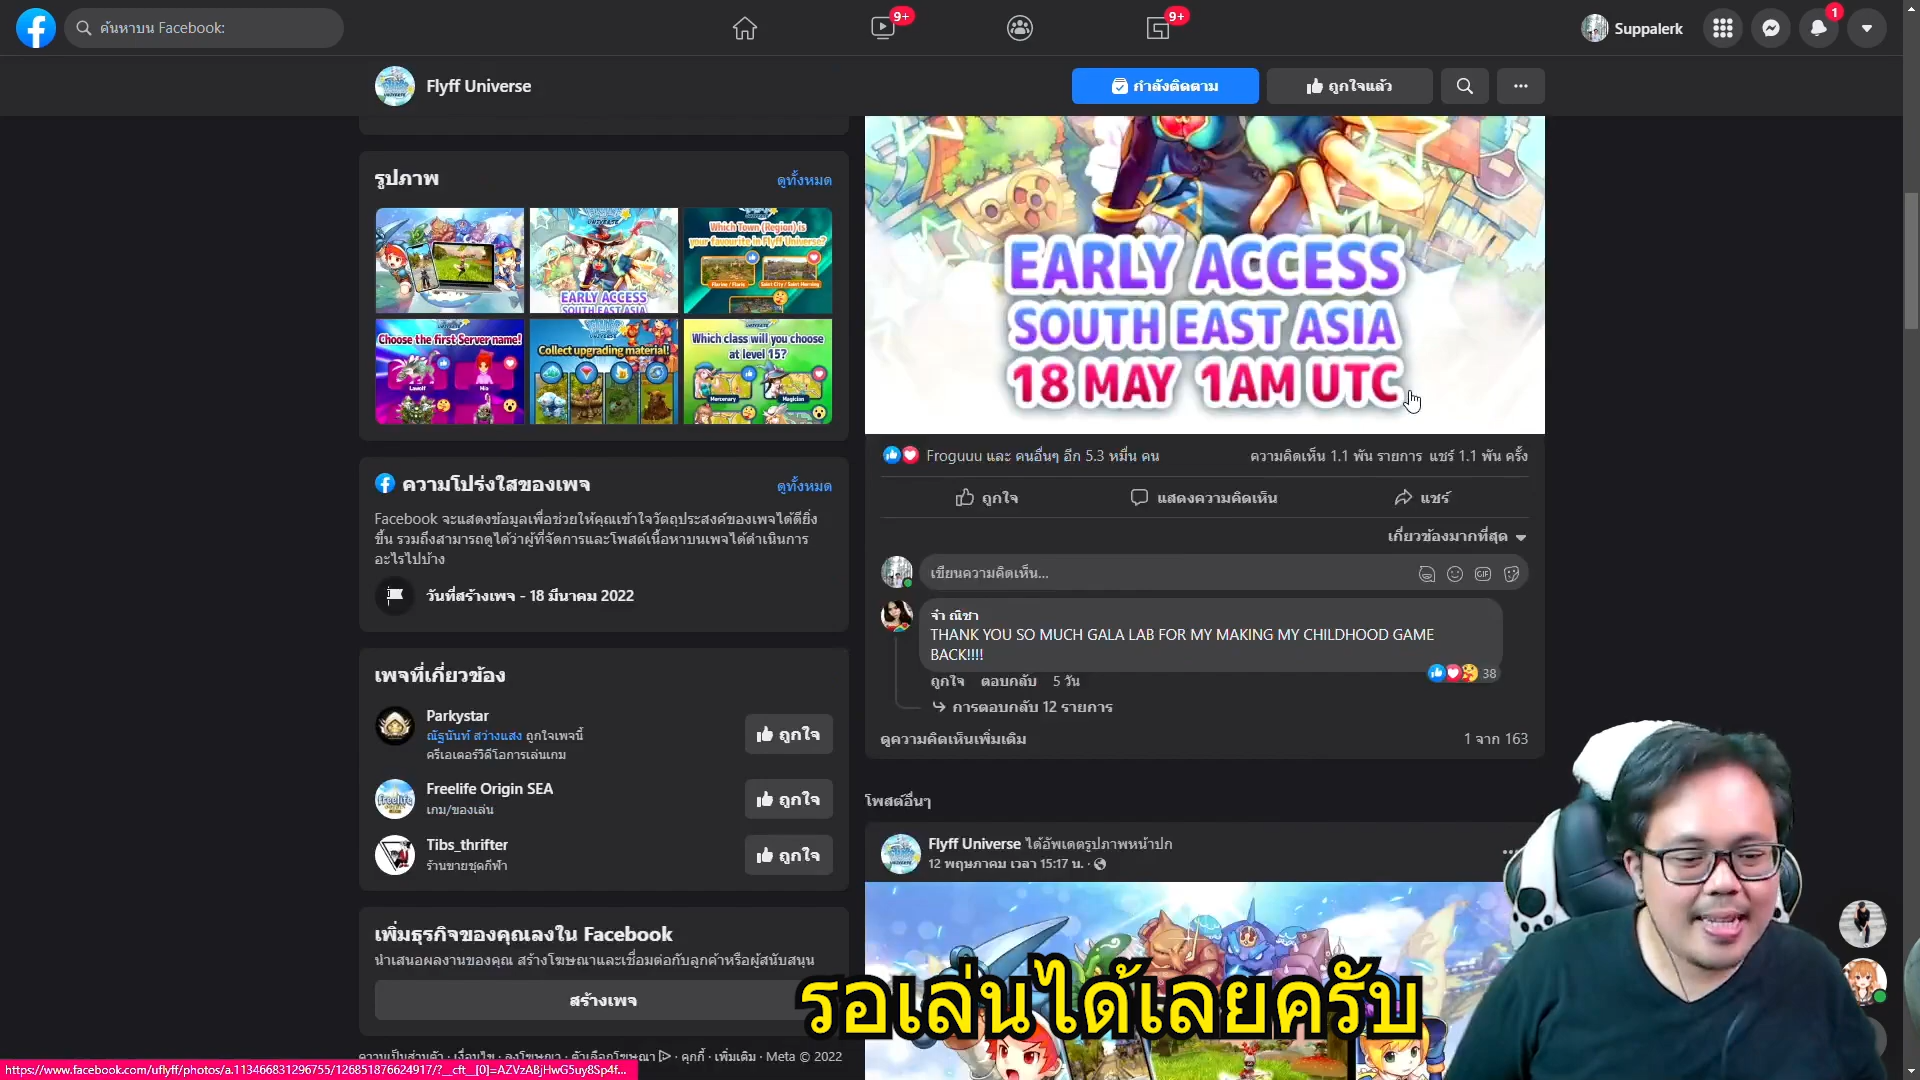 ค้นหาบน Facebook:
9+
9+
Suppalerk
1
Flyff Universe
กำลังติดตาม
ถูกใจแล้ว
รูปภาพ
ดูทั้งหมด
EARLY ACCESS
SOUTH EAST ASIA
Which Town (Region) is
your favourite in Flyff Universe?
Choose the first Server name!
Collect upgrading material!
Which class will you choose
at level 15?
Mercenary
Magician
ความโปร่งใสของเพจ
ดูทั้งหมด
Facebook จะแสดงข้อมูลเพื่อช่วยให้คุณเข้าใจวัตถุประสงค์ของเพจได้ดียิ่ง
ขึ้น รวมถึงสามารถดูได้ว่าผู้ที่จัดการและโพสต์เนื้อหาบนเพจได้ดำเนินการ
อะไรไปบ้าง
วันที่สร้างเพจ - 18 มีนาคม 2022
เพจที่เกี่ยวข้อง
Parkystar
ณัฐนันท์ สว่างแสง ถูกใจเพจนี้
ครีเอเตอร์วิดีโอการเล่นเกม
ถูกใจ
Freelife Origin SEA
เกม/ของเล่น
ถูกใจ
Tibs_thrifter
ร้านขายชุดกีฬา
ถูกใจ
เพิ่มธุรกิจของคุณลงใน Facebook
นำเสนอผลงานของคุณ สร้างโฆษณาและเชื่อมต่อกับลูกค้าหรือผู้สนับสนุน
สร้างเพจ
ความเป็นส่วนตัว · เงื่อนไข · ลงโฆษณา · ตัวเลือกโฆษณา · คุกกี้ · เพิ่มเติม · Meta © 2022
https://www.facebook.com/uflyff/photos/a.113466831296755/126851876624917/?__cft__[0]=AZVzABjHwG5uy8Sp4f...
EARLY ACCESS
SOUTH EAST ASIA
18 MAY 1AM UTC
Froguuu และ คนอื่นๆ อีก 5.3 หมื่น คน
ความคิดเห็น 1.1 พัน รายการ แชร์ 1.1 พัน ครั้ง
ถูกใจ
แสดงความคิดเห็น
แชร์
เกี่ยวข้องมากที่สุด
เขียนความคิดเห็น...
จ๋า ณิชา
THANK YOU SO MUCH GALA LAB FOR MY MAKING MY CHILDHOOD GAME
BACK!!!!
38
ถูกใจ ตอบกลับ 5 วัน
การตอบกลับ 12 รายการ
ดูความคิดเห็นเพิ่มเติม
1 จาก 163
โพสต์อื่นๆ
Flyff Universe ได้อัพเดตรูปภาพหน้าปก
12 พฤษภาคม เวลา 15:17 น. ·
รอเล่นได้เลยครับ